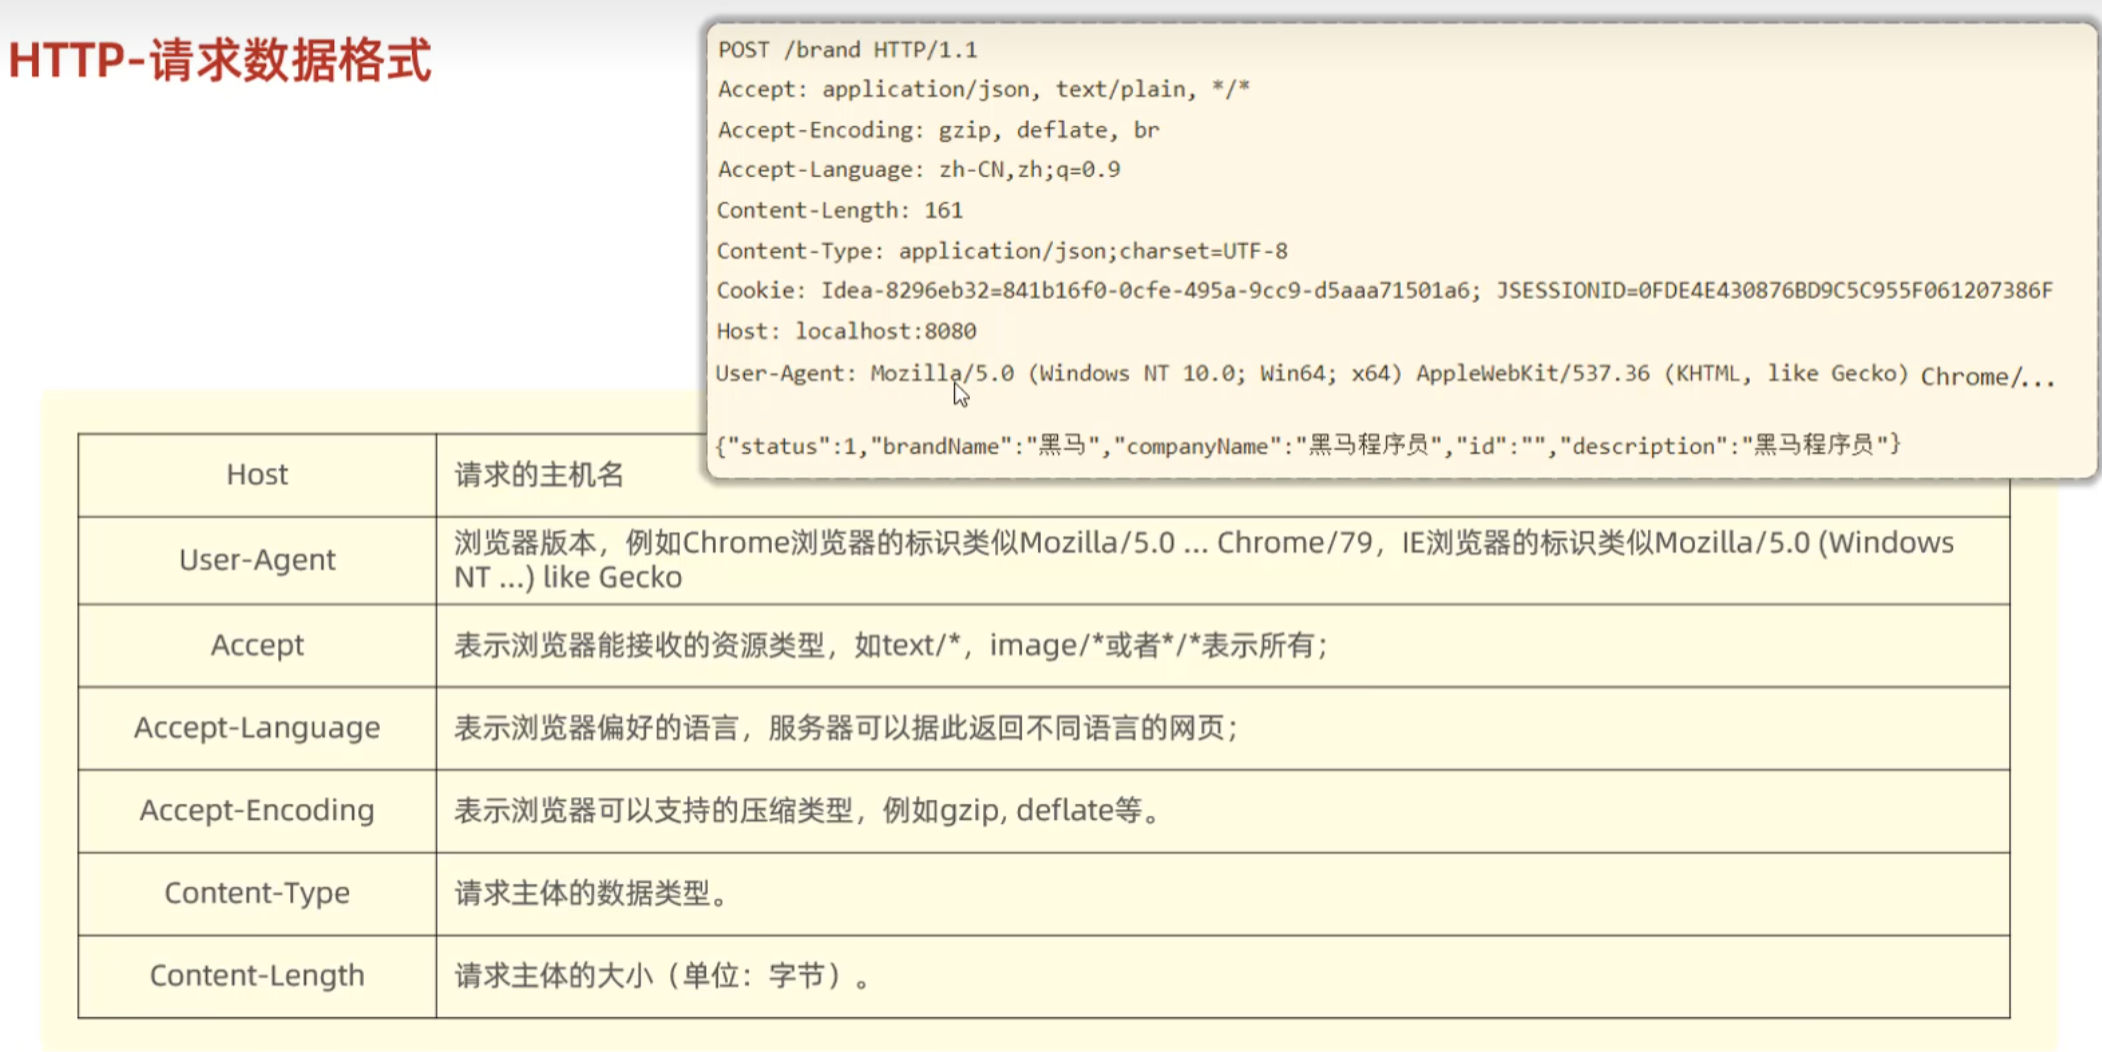 HTTP-请求数据格式
POST /brand HTTP/1.1
Accept: application/json, text/plain, */*
Accept-Encoding: gzip, deflate, br
Accept-Language: zh-CN,zh;q=0.9
Content-Length: 161
Content-Type: application/json;charset=UTF-8
Cookie: Idea-8296eb32=841b16f0-0cfe-495a-9cc9-d5aaa71501a6; JSESSIONID=0FDE4E430876BD9C5C955F061207386F
Host: localhost:8080
User-Agent: Mozilla/5.0 (Windows NT 10.0; Win64; x64) AppleWebKit/537.36 (KHTML, like Gecko) Chrome/...
{"status":1,"brandName":"黑马","companyName":"黑马程序员","id":"","description":"黑马程序员"}
Host 请求的主机名
User-Agent 浏览器版本，例如Chrome浏览器的标识类似Mozilla/5.0 ... Chrome/79，IE浏览器的标识类似Mozilla/5.0 (Windows
NT ...) like Gecko
Accept 表示浏览器能接收的资源类型，如text/*，image/*或者*/*表示所有；
Accept-Language 表示浏览器偏好的语言，服务器可以据此返回不同语言的网页；
Accept-Encoding 表示浏览器可以支持的压缩类型，例如gzip, deflate等。
Content-Type 请求主体的数据类型。
Content-Length 请求主体的大小（单位：字节）。